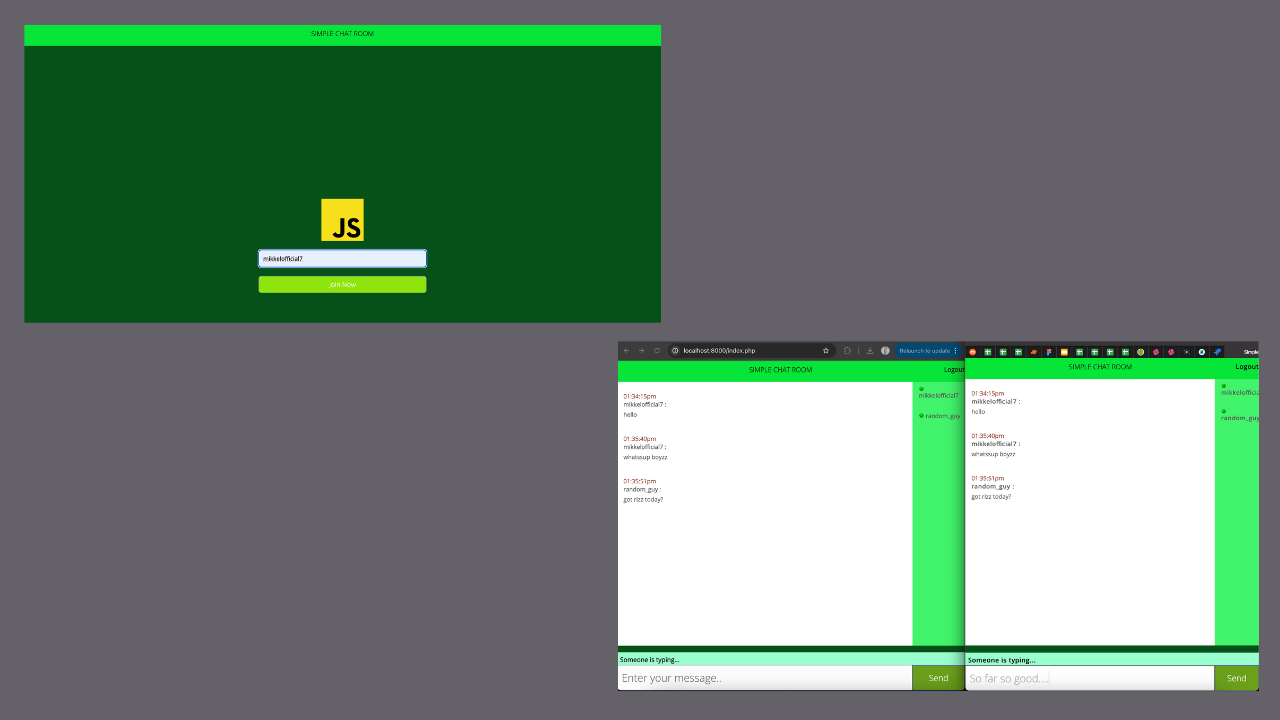 SIMPLE CHAT ROOM
JS
mikkelofficial7
Join Now
localhost:8000/index.php
Relaunch to update
SIMPLE CHAT ROOM
Logout
01:34:15pm
mikkelofficial7 :
hello
01:35:40pm
mikkelofficial7 :
whatssup boyzz
01:35:51pm
random_guy :
got rizz today?
mikkelofficial7
random_guy
Someone is typing...
Enter your message..
Send
Simple
SIMPLE CHAT ROOM
Logout
01:34:15pm
mikkelofficial7 :
hello
01:35:40pm
mikkelofficial7 :
whatssup boyzz
01:35:51pm
random_guy :
got rizz today?
mikkelofficia
random_guy
Someone is typing...
So far so good....
Send